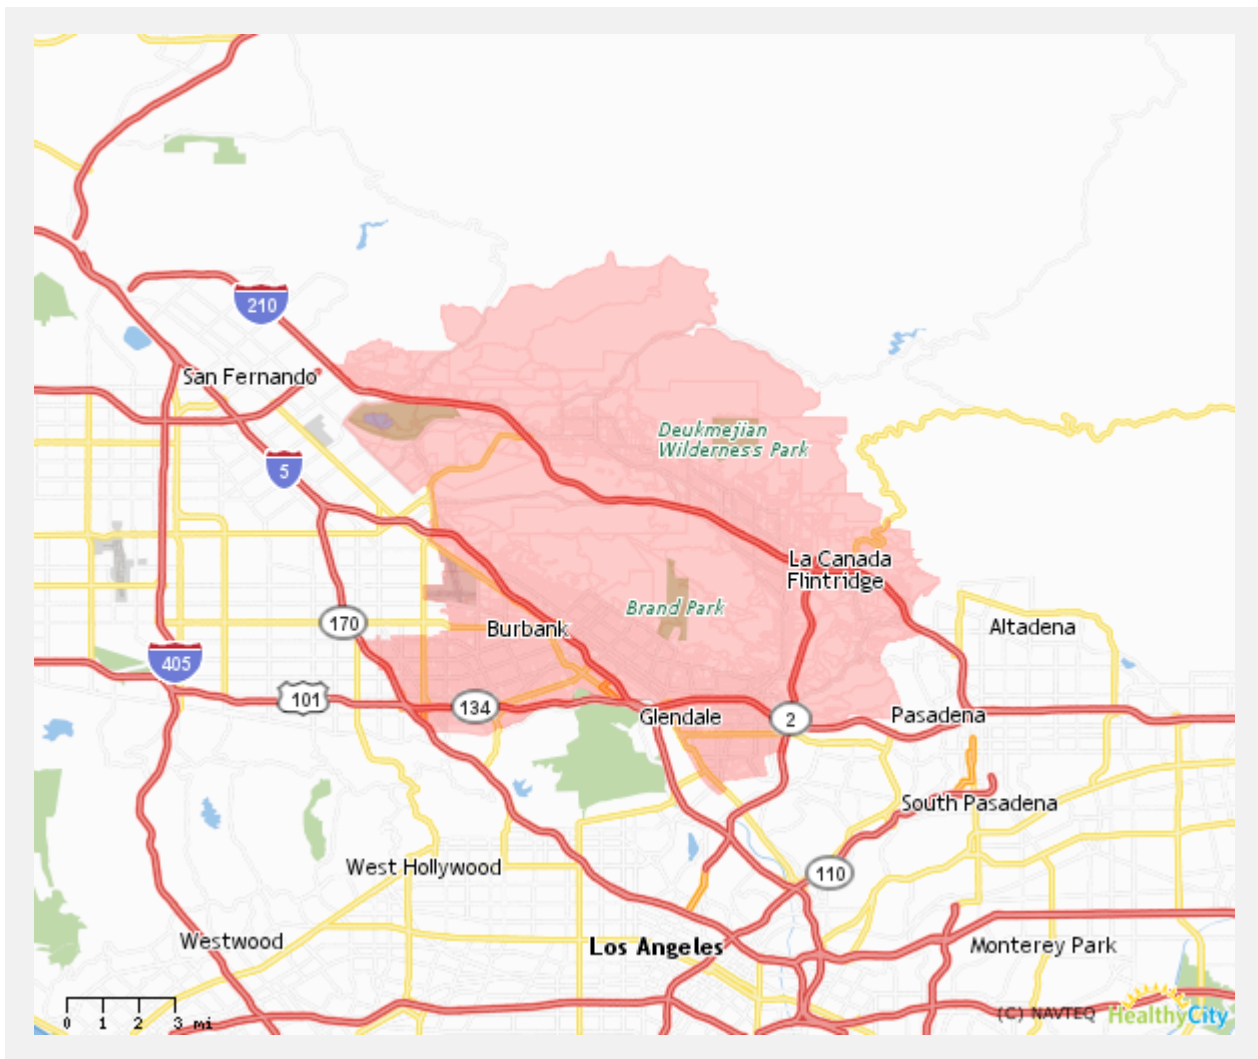 210
San Fernando
Deukmejian
Wilderness Park
5
La Canada
Flintridge
Brand Park
170
Burbank
Altadena
405
101
134
Glendale
2
Pasadena
South Pasadena
West Hollywood
110
Westwood
Los Angeles
Monterey Park
0 1 2 3 mi
(C) NAVTEQ
HealthyCity